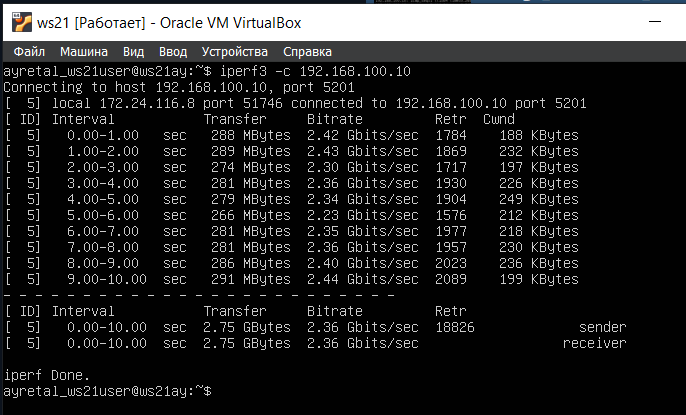 ws21 [Работает] - Oracle VM VirtualBox
Файл Машина Вид Ввод Устройства Справка
ayretal_ws21user@ws21ay:~$ iperf3 -c 192.168.100.10
Connecting to host 192.168.100.10, port 5201
[  5] local 172.24.116.8 port 51746 connected to 192.168.100.10 port 5201
[ ID] Interval           Transfer     Bitrate         Retr  Cwnd
[  5]   0.00-1.00   sec   288 MBytes  2.42 Gbits/sec  1784    188 KBytes
[  5]   1.00-2.00   sec   289 MBytes  2.43 Gbits/sec  1869    232 KBytes
[  5]   2.00-3.00   sec   274 MBytes  2.30 Gbits/sec  1717    197 KBytes
[  5]   3.00-4.00   sec   281 MBytes  2.36 Gbits/sec  1930    226 KBytes
[  5]   4.00-5.00   sec   279 MBytes  2.34 Gbits/sec  1904    249 KBytes
[  5]   5.00-6.00   sec   266 MBytes  2.23 Gbits/sec  1576    212 KBytes
[  5]   6.00-7.00   sec   281 MBytes  2.35 Gbits/sec  1977    218 KBytes
[  5]   7.00-8.00   sec   281 MBytes  2.36 Gbits/sec  1957    230 KBytes
[  5]   8.00-9.00   sec   286 MBytes  2.40 Gbits/sec  2023    236 KBytes
[  5]   9.00-10.00  sec   291 MBytes  2.44 Gbits/sec  2089    199 KBytes
- - - - - - - - - - - - - - - - - - - - - - - - -
[ ID] Interval           Transfer     Bitrate         Retr
[  5]   0.00-10.00  sec  2.75 GBytes  2.36 Gbits/sec  18826             sender
[  5]   0.00-10.00  sec  2.75 GBytes  2.36 Gbits/sec                  receiver
iperf Done.
ayretal_ws21user@ws21ay:~$